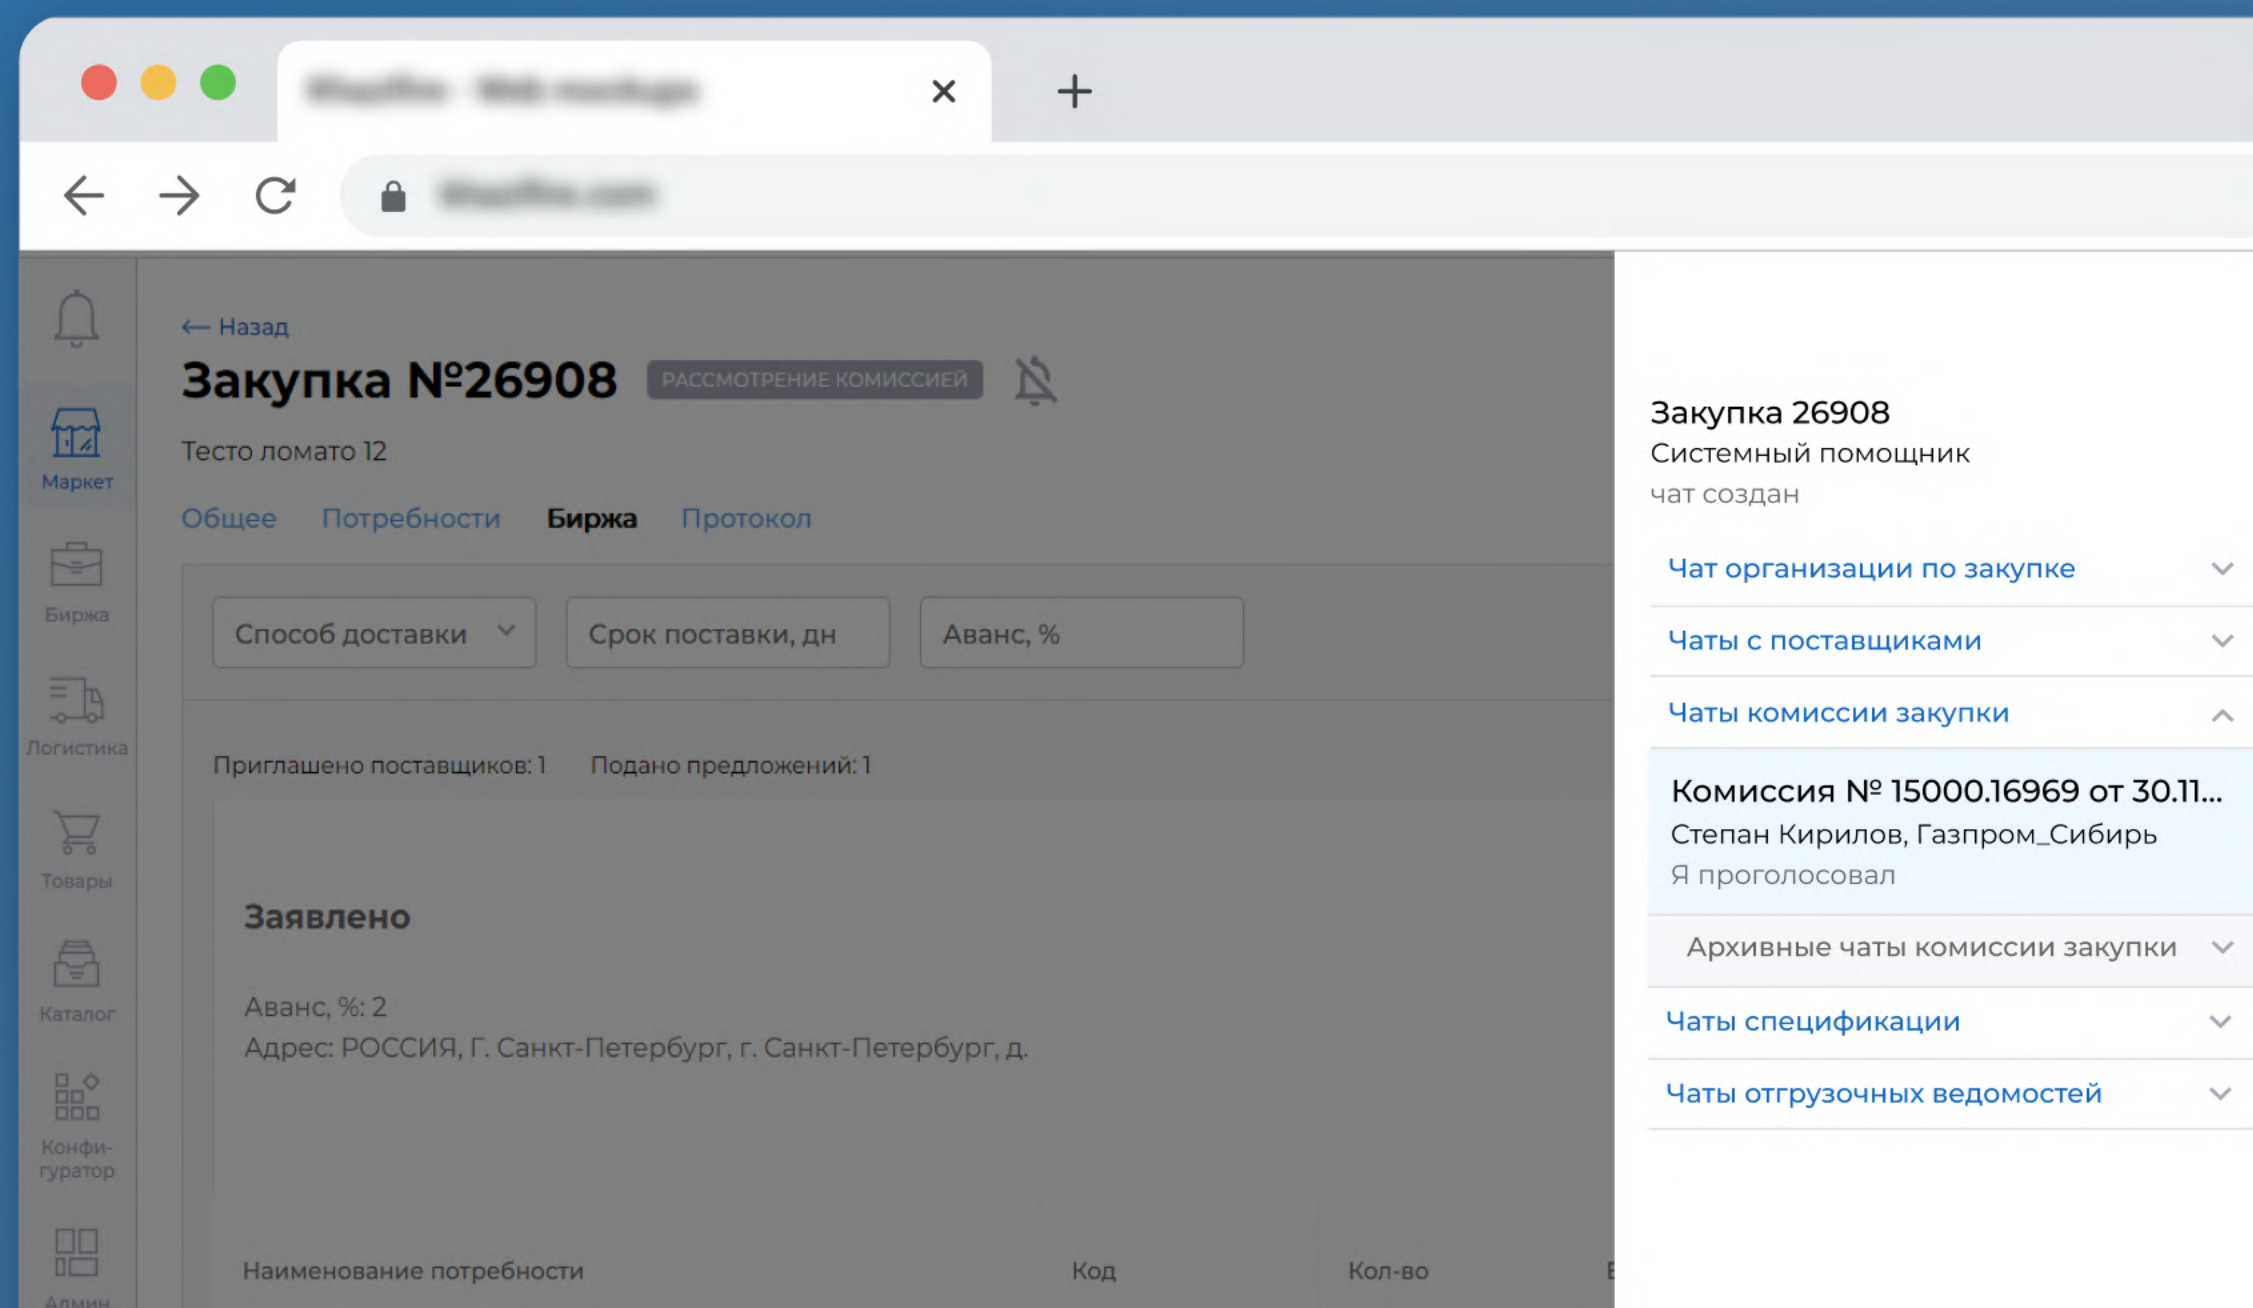 Назад
Закупка №26908
РАССМОТРЕНИЕ КОМИССИЕЙ
Тесто ломато 12
Общее Потребности Биржа Протокол
Способ доставки
Срок поставки, дн
Аванс, %
Приглашено поставщиков: 1 Подано предложений: 1
Заявлено
Аванс, %: 2
Адрес: РОССИЯ, Г. Санкт-Петербург, г. Санкт-Петербург, д.
Наименование потребности Код Кол-во
Маркет
Биржа
Логистика
Товары
Каталог
Конфи-
гуратор
Админ
Закупка 26908
Системный помощник
чат создан
Чат организации по закупке
Чаты с поставщиками
Чаты комиссии закупки
Комиссия № 15000.16969 от 30.11...
Степан Кирилов, Газпром_Сибирь
Я проголосовал
Архивные чаты комиссии закупки
Чаты спецификации
Чаты отгрузочных ведомостей